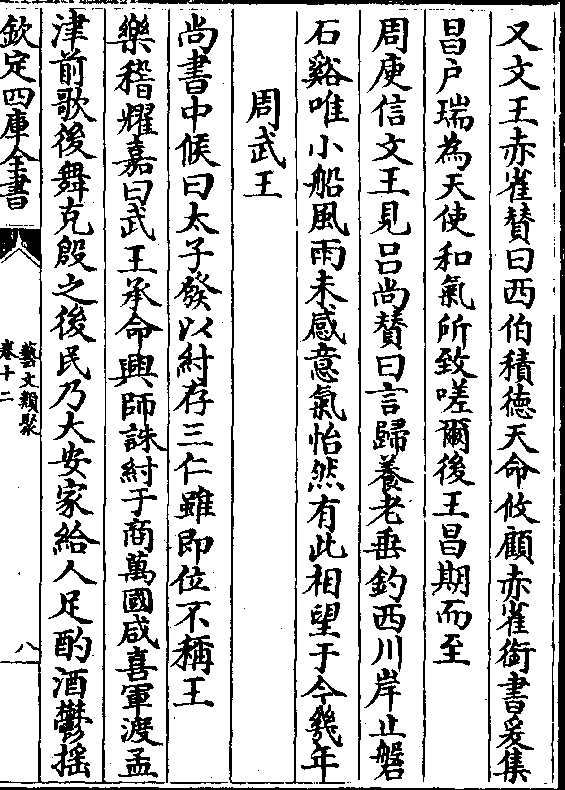 又文王赤雀賛曰西伯積徳天命攸顧赤雀銜書爰集
昌户瑞為天使和氣所致嗟爾後王昌期而至
周庾信文王見吕尚賛曰言歸養老垂釣西川岸止磻
石谿唯小船風雨未感意氣怡然有此相望于今幾年
周武王
尚書中候曰太子發以紂存三仁雖即位不稱王
樂稽耀嘉曰武王承命興師誅紂于商萬國咸喜軍渡孟
津前歌後舞克殷之後民乃大安家給人足酌酒鬱揺
欽定四庫全書
藝文類聚
卷十二
八